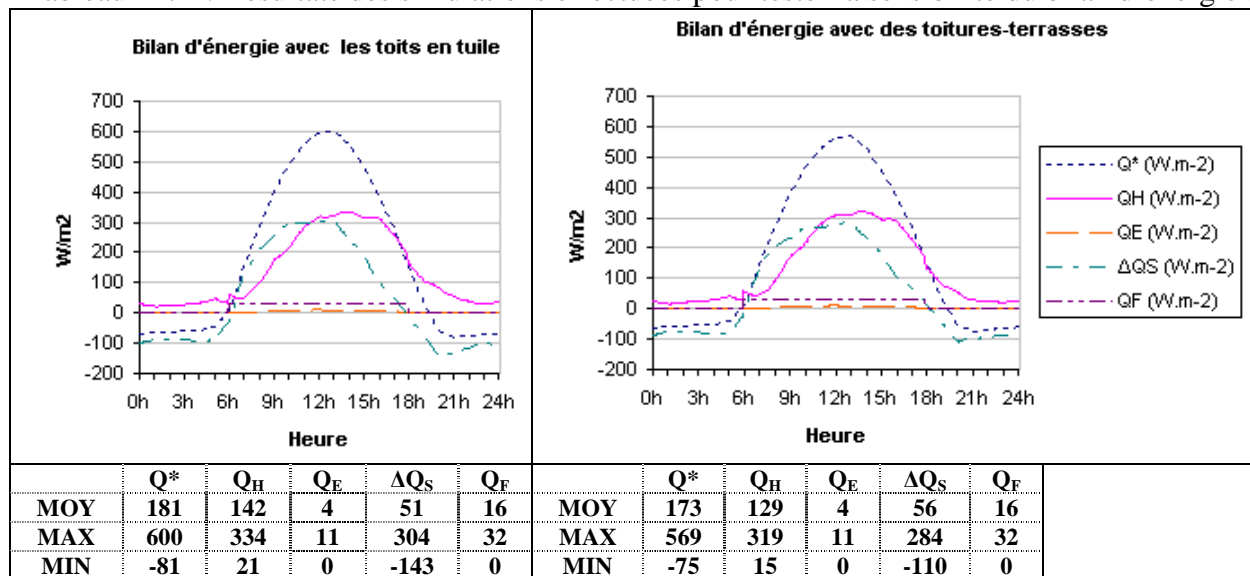 Bilan d'énergie avec les toits en tuile
700
600
500
400
300
200
100
0
-100
-200
W/m2
0h 3h 6h 9h 12h 15h 18h 21h 24h
Heure
Bilan d'énergie avec des toitures-terrasses
700
600
500
400
300
200
100
0
-100
-200
W/m2
0h 3h 6h 9h 12h 15h 18h 21h 24h
Heure
Q* (W.m-2)
QH (W.m-2)
QE (W.m-2)
ΔQS (W.m-2)
QF (W.m-2)
Q* QH QE ΔQS QF
MOY 181 142 4 51 16
MAX 600 334 11 304 32
MIN -81 21 0 -143 0
Q* QH QE ΔQS QF
MOY 173 129 4 56 16
MAX 569 319 11 284 32
MIN -75 15 0 -110 0